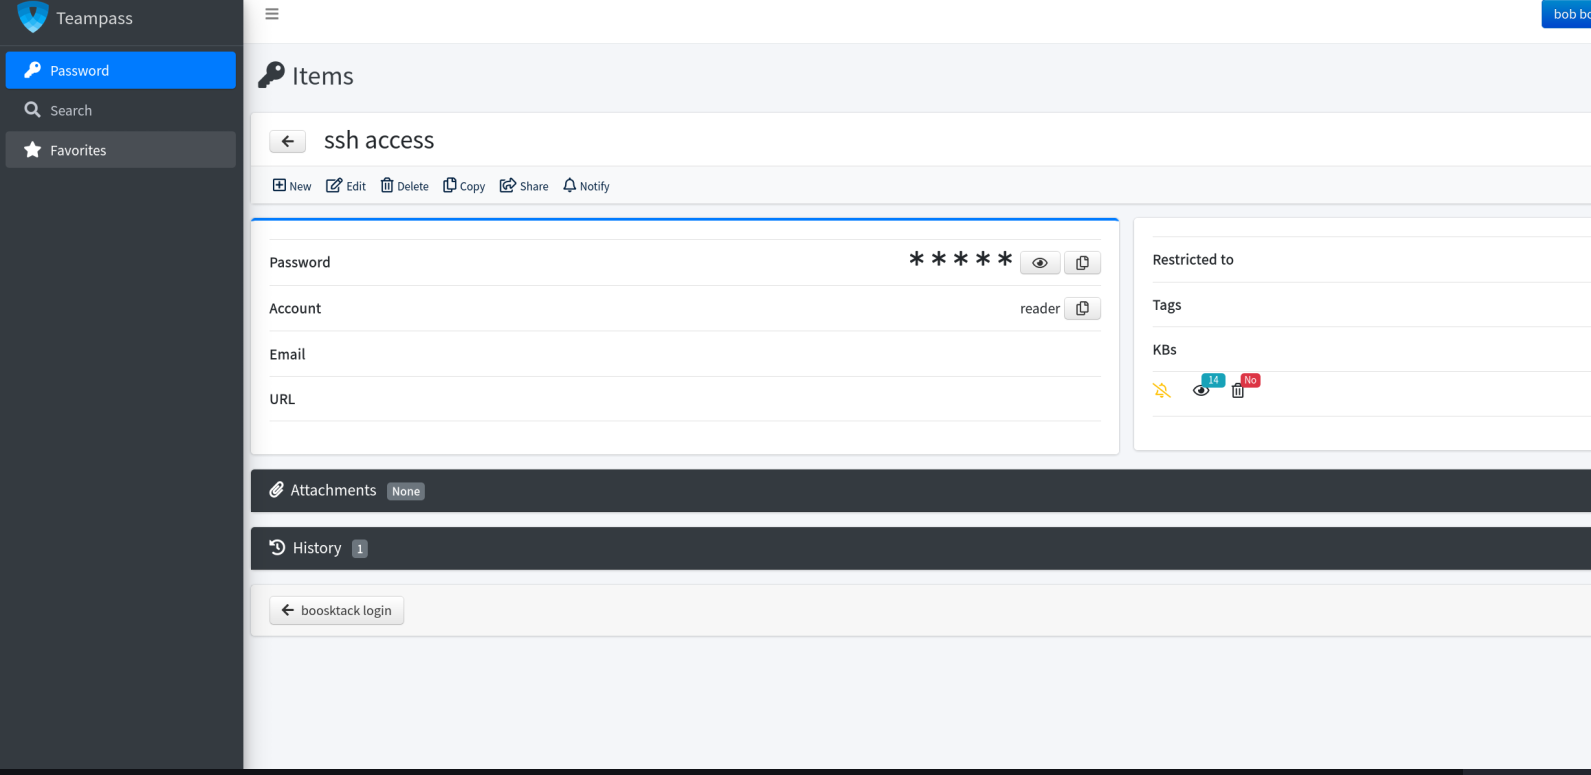 Teampass
bob bo
Password
Search
Favorites
Items
ssh access
New Edit Delete Copy Share Notify
Password *****
Account reader
Email
URL
Restricted to
Tags
KBs
14 No
Attachments None
History 1
boosktack login